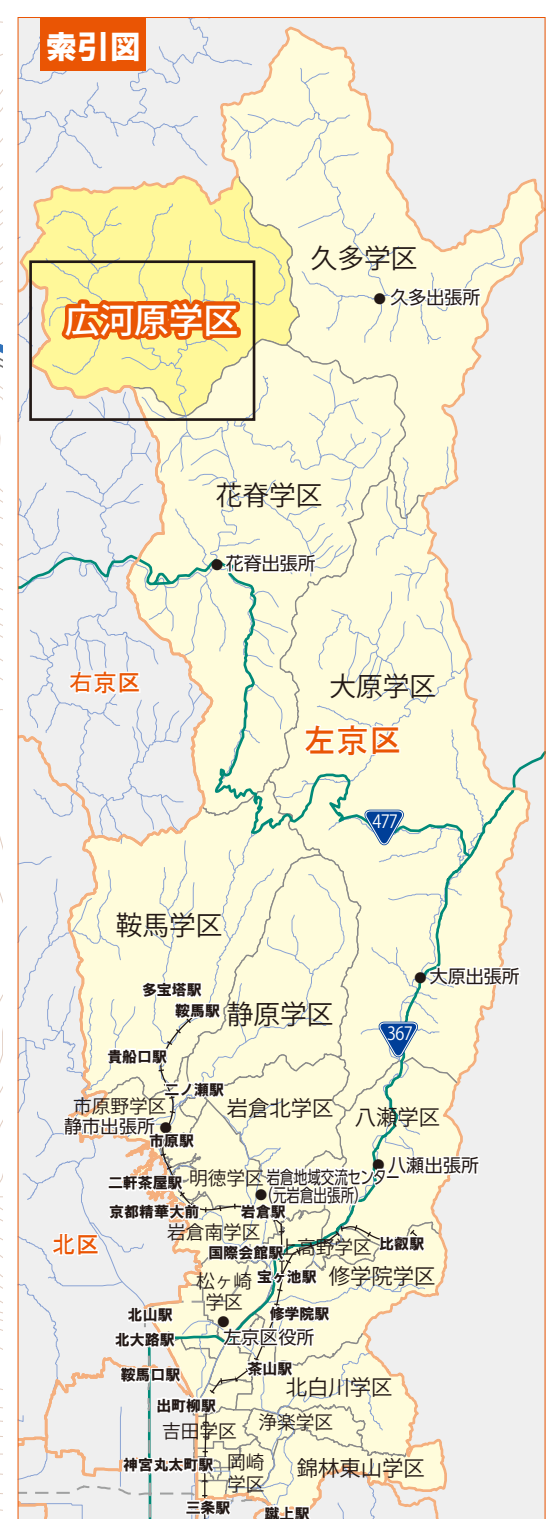 索引図
久多学区
久多出張所
広河原学区
花脊学区
花脊出張所
右京区
大原学区
左京区
477
鞍馬学区
大原出張所
多宝塔駅
鞍馬駅
静原学区
367
貴船口駅
二ノ瀬駅
市原野学区
静市出張所
岩倉北学区
八瀬学区
市原駅
八瀬出張所
二軒茶屋駅
明徳学区
岩倉地域交流センター
(元岩倉出張所)
京都精華大前
岩倉駅
岩倉南学区
北区
国際会館駅
高野学区
比叡駅
松ヶ崎
学区
宝ヶ池駅
修学院学区
北山駅
修学院駅
北大路駅
左京区役所
鞍馬口駅
茶山駅
北白川学区
出町柳駅
吉田学区
浄楽学区
神宮丸太町駅
岡崎
学区
錦林東山学区
三条駅
蹴上駅